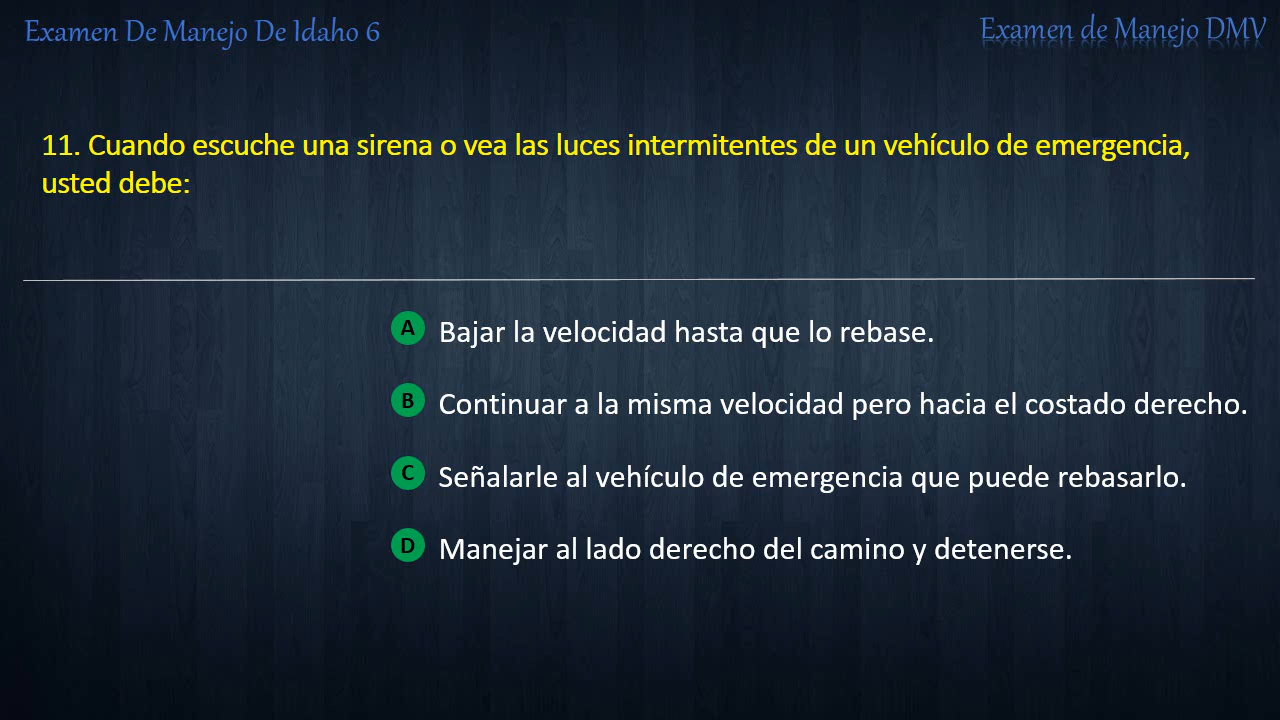 Examen De Manejo De Idaho 6
Examen de Manejo DMV
11. Cuando escuche una sirena o vea las luces intermitentes de un vehículo de emergencia,
usted debe:
A Bajar la velocidad hasta que lo rebase.
B Continuar a la misma velocidad pero hacia el costado derecho.
C Señalarle al vehículo de emergencia que puede rebasarlo.
D Manejar al lado derecho del camino y detenerse.